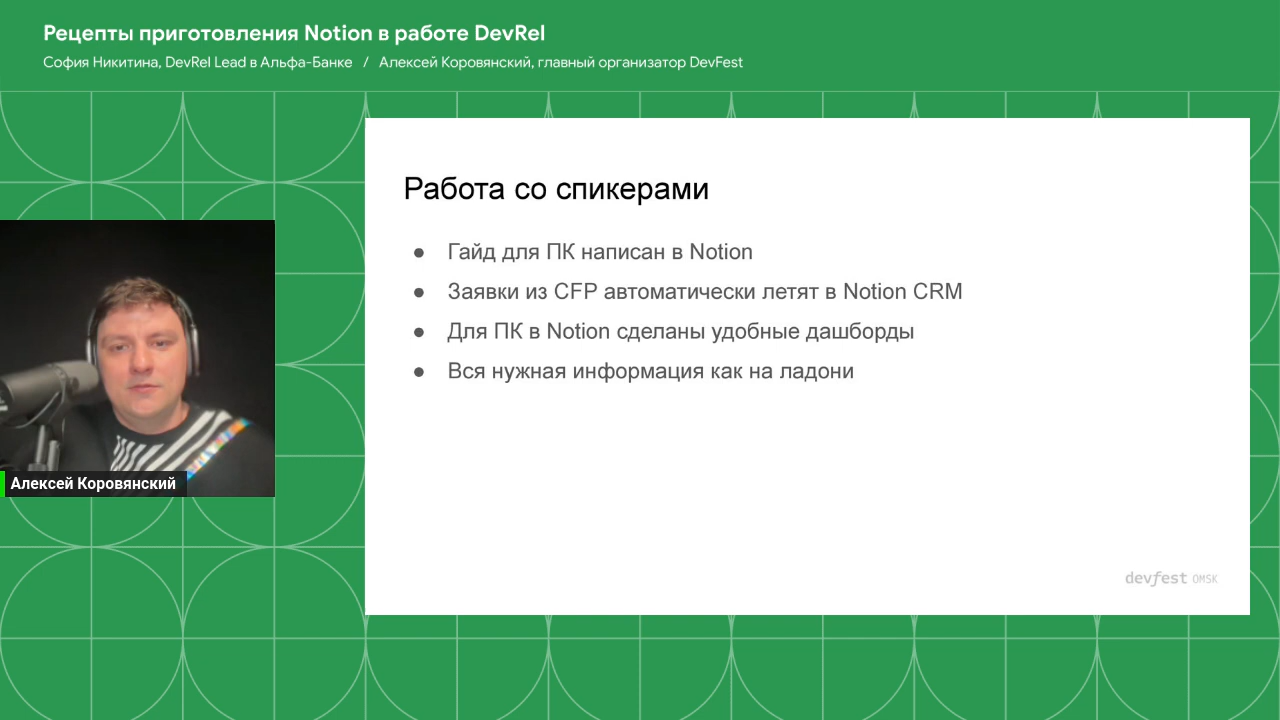 Рецепты приготовления Notion в работе DevRel
София Никитина, DevRel Lead в Альфа-Банке / Алексей Коровянский, главный организатор DevFest
Работа со спикерами
● Гайд для ПК написан в Notion
● Заявки из CFP автоматически летят в Notion CRM
● Для ПК в Notion сделаны удобные дашборды
● Вся нужная информация как на ладони
Алексей Коровянский
devfest OMSK